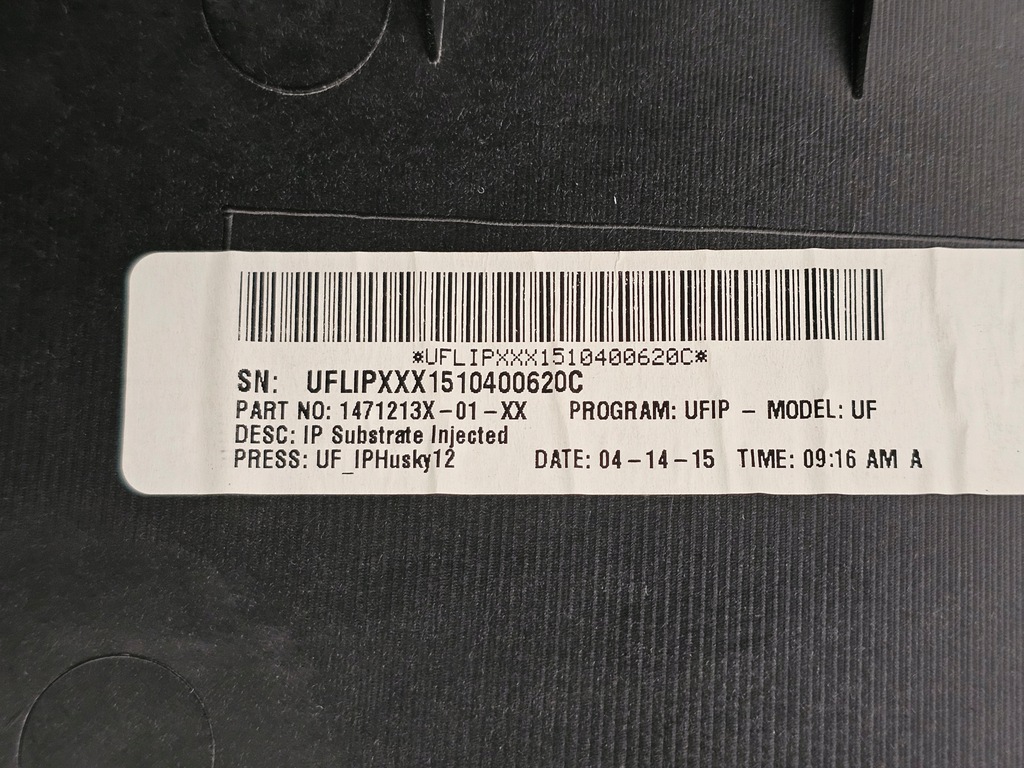 *UFLIPXXX1510400620C*
SN: UFLIPXXX1510400620C
PART NO: 1471213X-01-XX PROGRAM: UFIP - MODEL: UF
DESC: IP Substrate Injected
PRESS: UF_IPHusky12 DATE: 04-14-15 TIME: 09:16 AM A